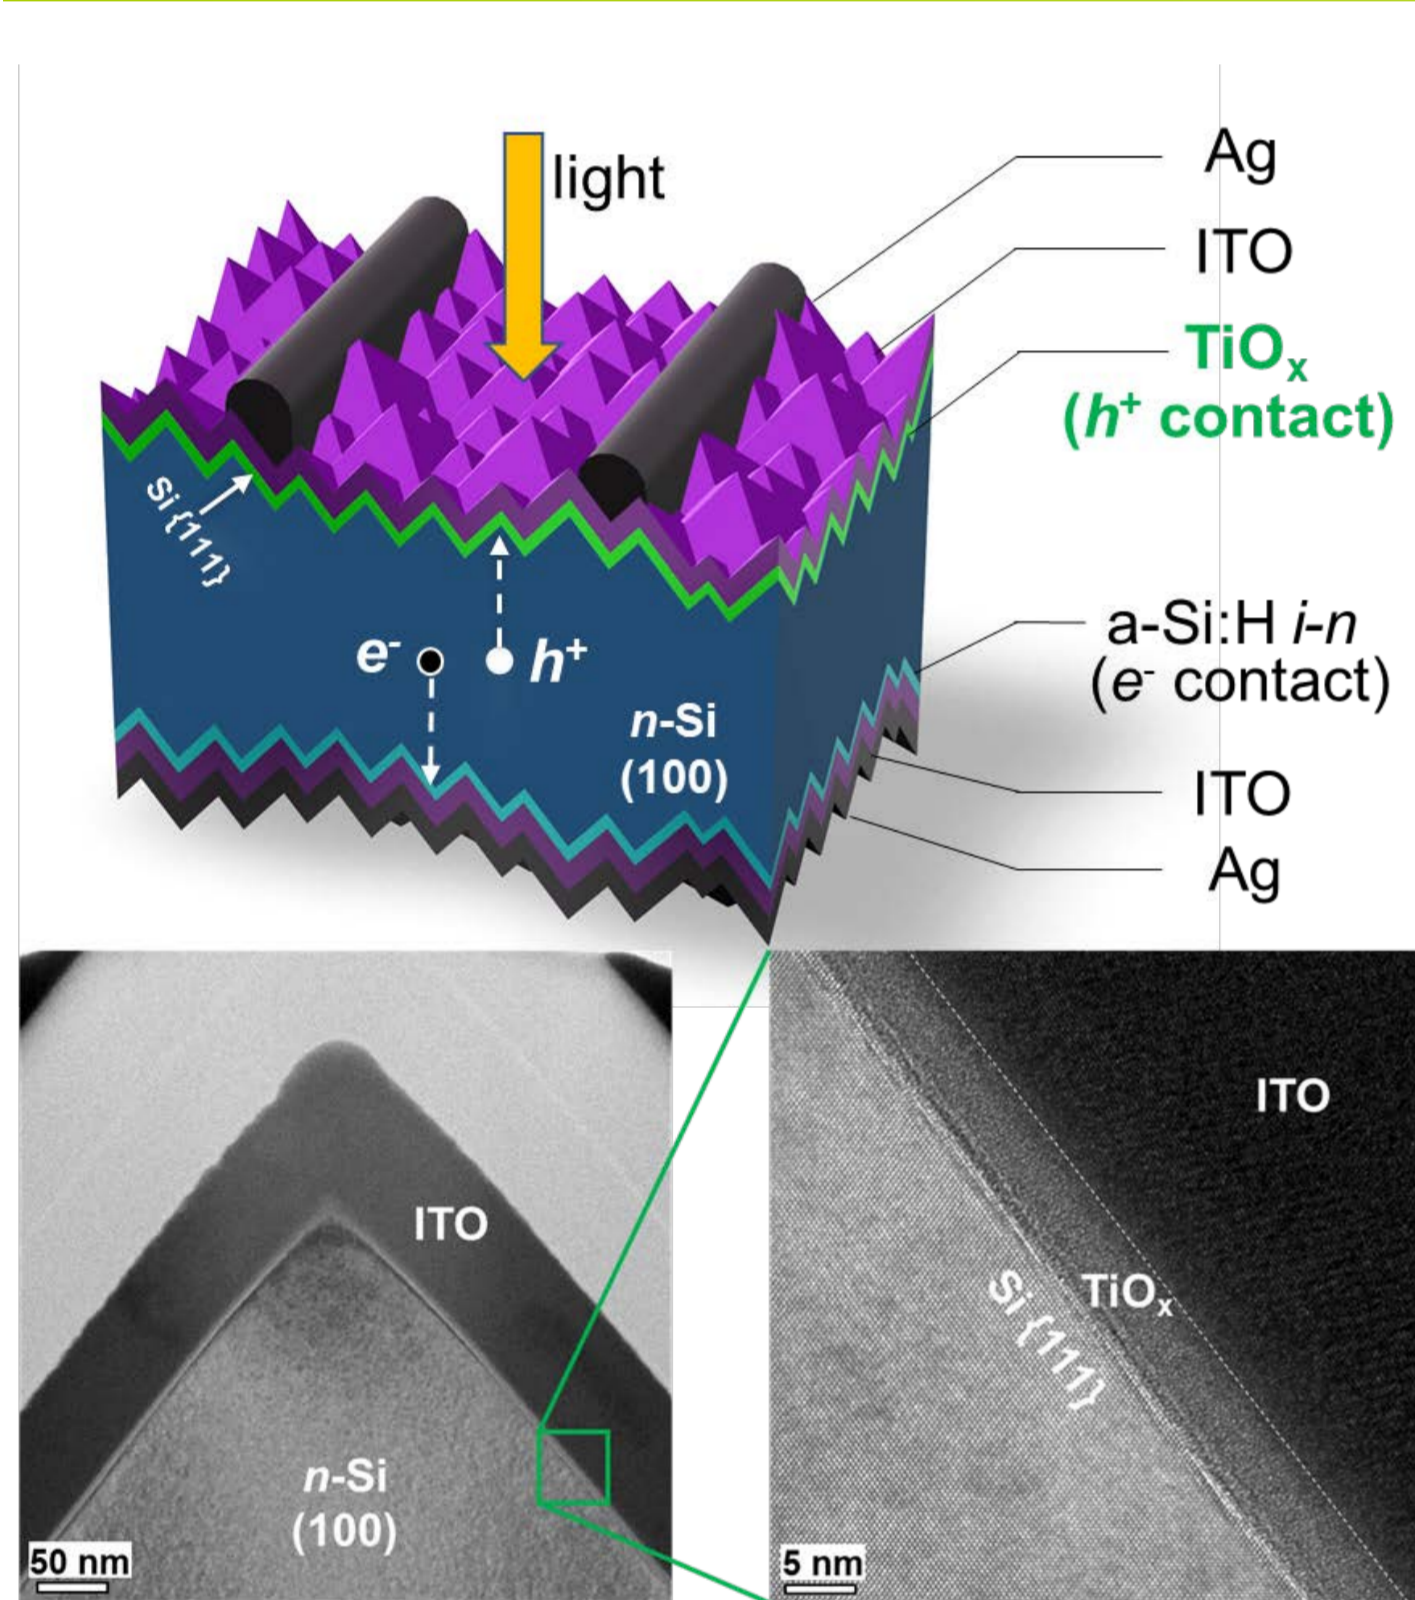 light
Ag
ITO
TiOₓ
(h⁺ contact)
Si {111}
e⁻
h⁺
n-Si
(100)
a-Si:H i-n
(e⁻ contact)
ITO
Ag
ITO
n-Si
(100)
50 nm
ITO
TiOₓ
Si {111}
5 nm